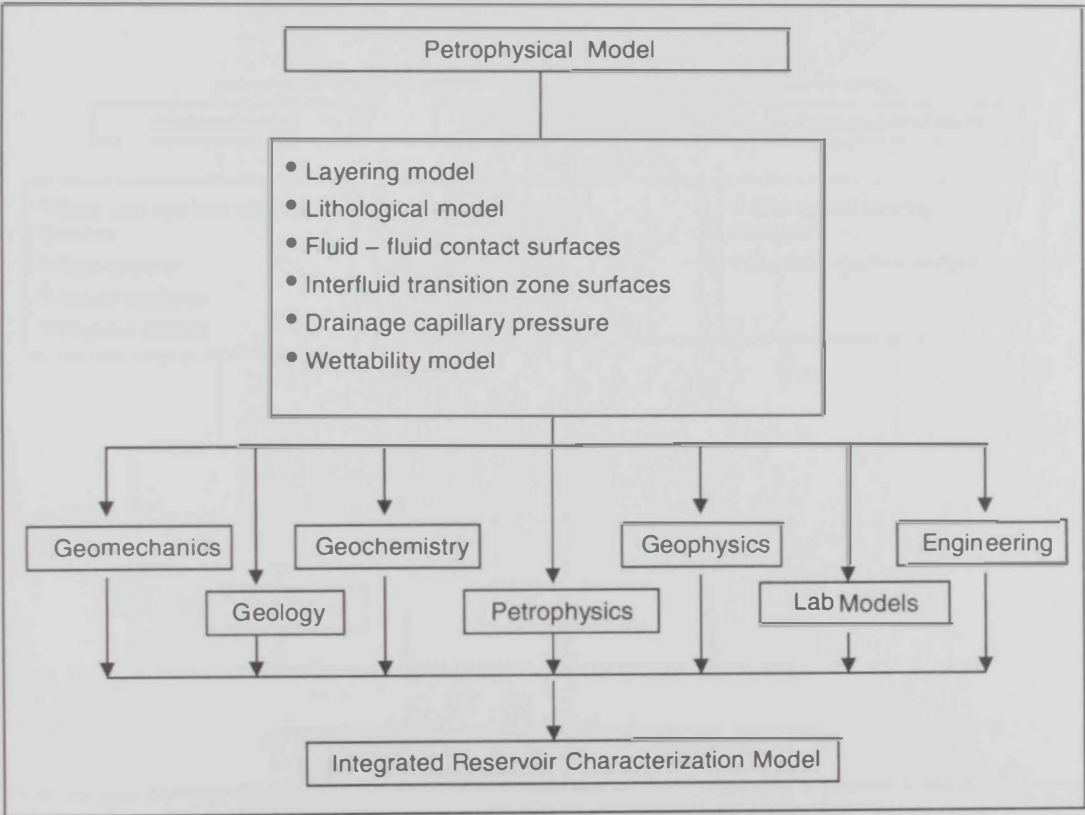 Petrophysical Model
• Layering model
• Lithological model
• Fluid – fluid contact surfaces
• Interfluid transition zone surfaces
• Drainage capillary pressure
• Wettability model
Geomechanics
Geochemistry
Geophysics
Engineering
Geology
Petrophysics
Lab Models
Integrated Reservoir Characterization Model